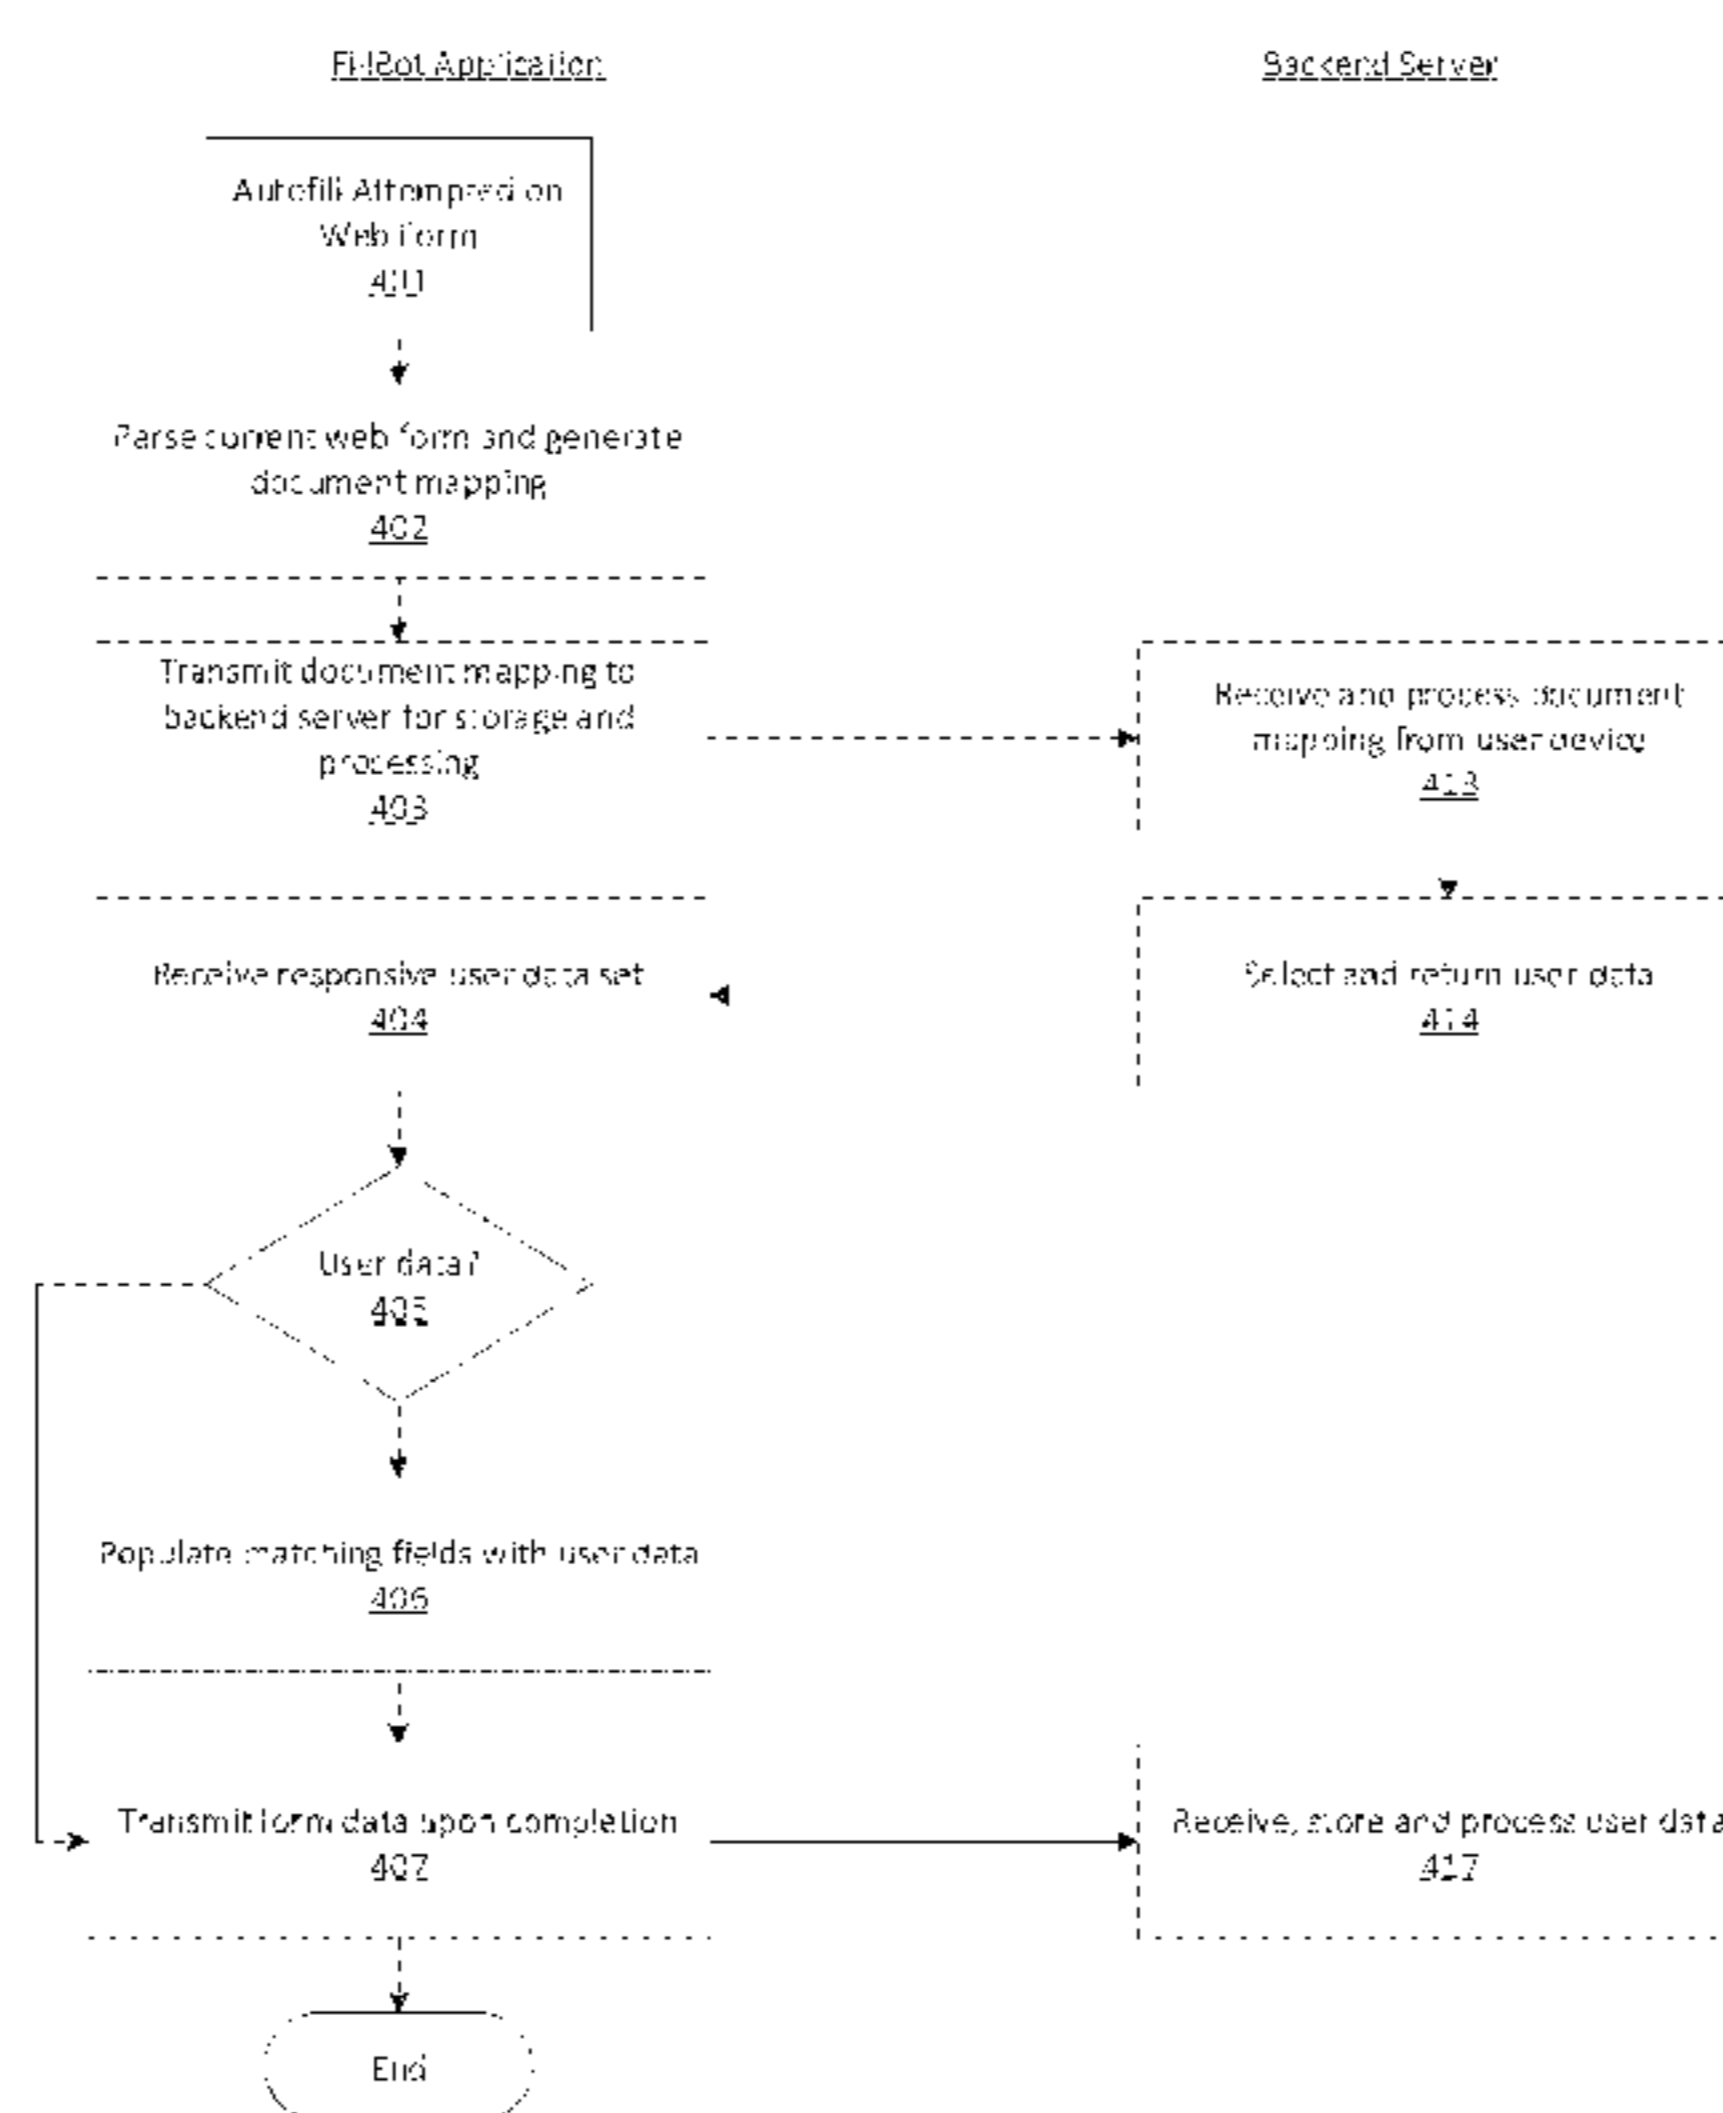 FillBot Application
Backend Server
Autofill Attempted on
Web Form
400
Parse current web form and generate
document mapping
402
Transmit document mapping to
backend server for storage and
processing
403
Receive and process document
mapping from user device
413
Receive responsive user data set
404
Select and return user data
414
User data?
405
Populate matching fields with user data
406
Transmit form data upon completion
407
Receive, store and process user data
417
End